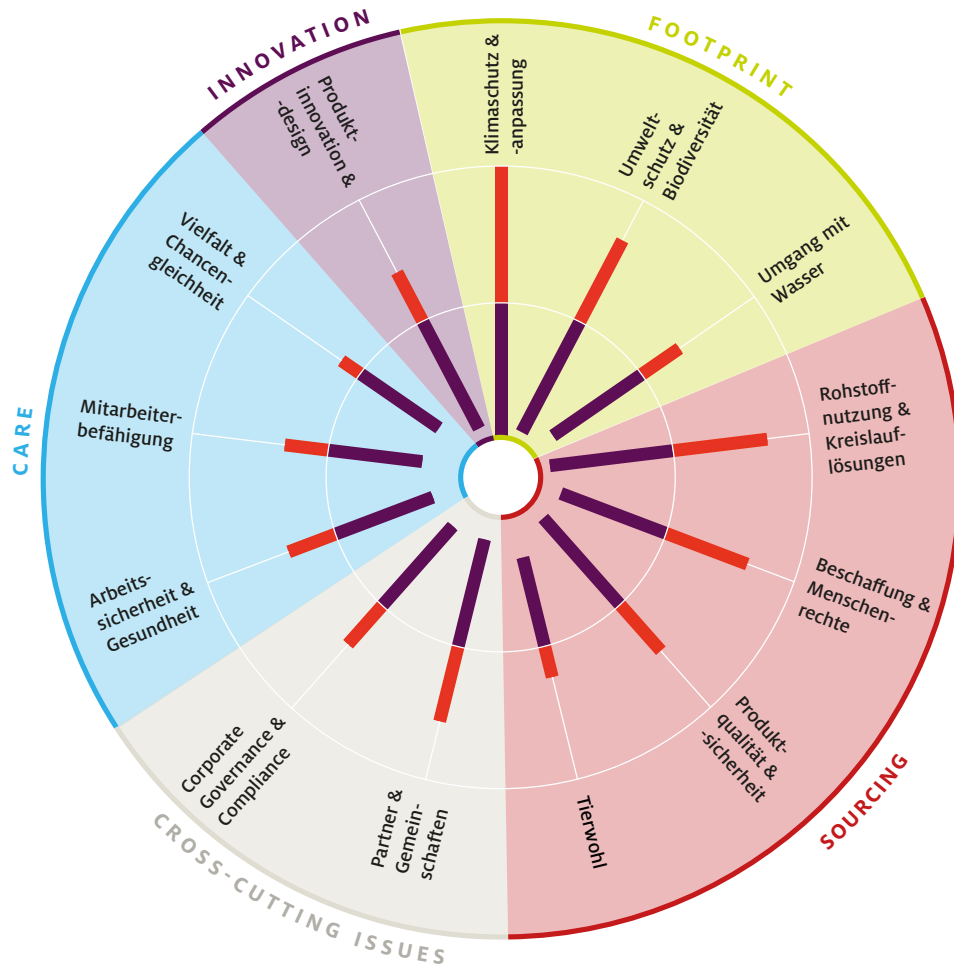 INNOVATION
Produkt-
innovation &
-design
FOOTPRINT
Klimaschutz &
-anpassung
Umwelt-
schutz &
Biodiversität
Umgang mit
Wasser
SOURCING
Rohstoff-
nutzung &
Kreislauf-
lösungen
Beschaffung &
Menschen-
rechte
Produkt-
qualität &
-sicherheit
Tierwohl
CROSS-CUTTING ISSUES
Partner &
Gemein-
schaften
Corporate
Governance &
Compliance
CARE
Arbeits-
sicherheit &
Gesundheit
Mitarbeiter-
befähigung
Vielfalt &
Chancen-
gleichheit